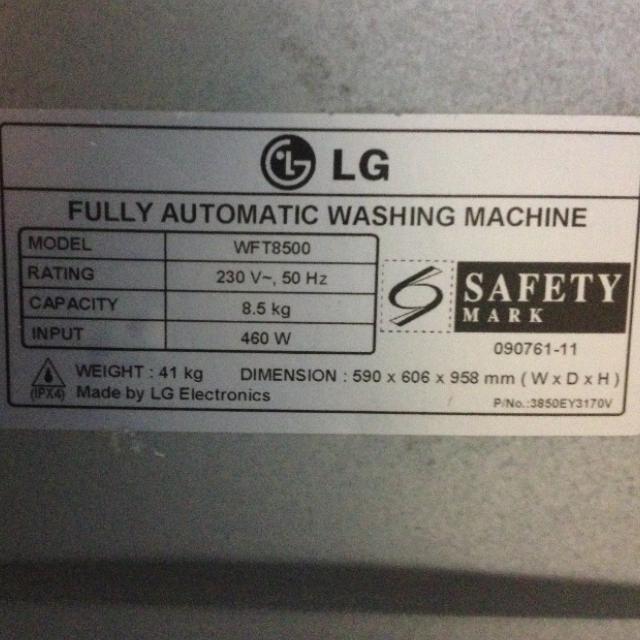 LG LG
FULLY AUTOMATIC WASHING MACHINE
MODEL WFT8500
RATING 230 V~, 50 Hz
CAPACITY 8.5 kg
INPUT 460 W
SAFETY
MARK
090761-11
WEIGHT : 41 kg DIMENSION : 590 x 606 x 958 mm ( W x D x H )
(IPX4) Made by LG Electronics
P/No.:3850EY3170V